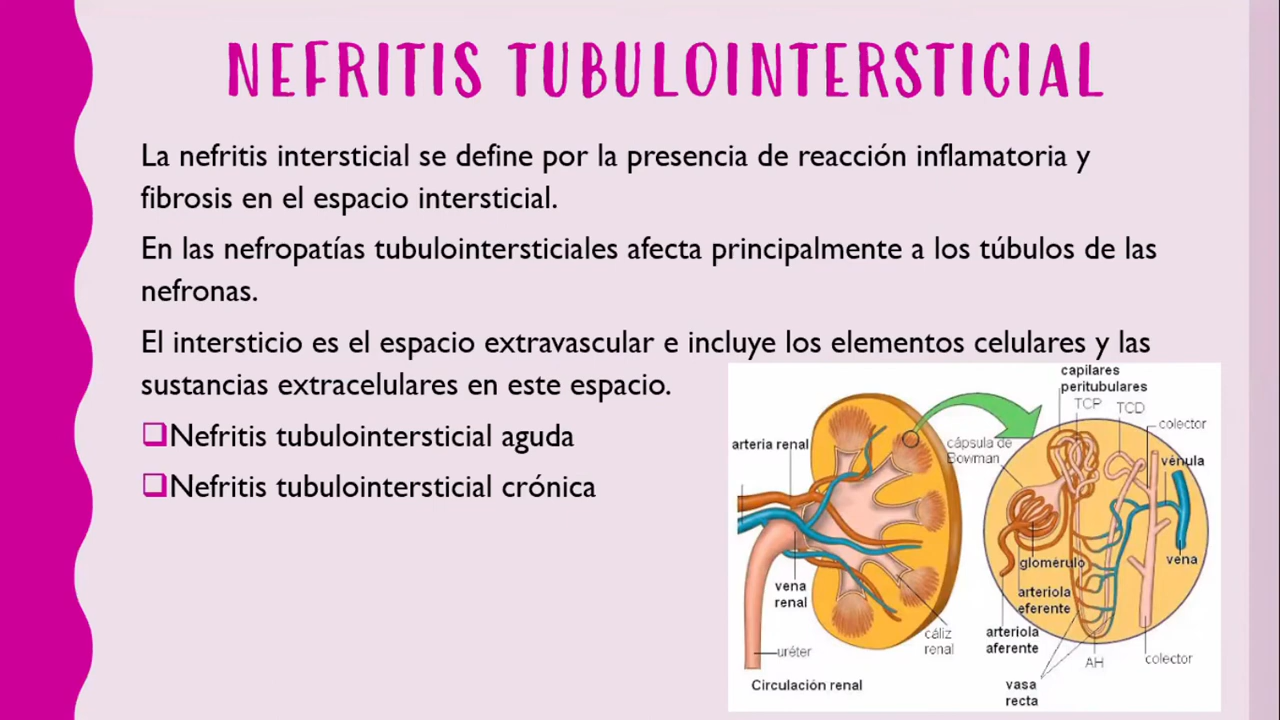 NEFRITIS TUBULOINTERSTICIAL
La nefritis intersticial se define por la presencia de reacción inflamatoria y
fibrosis en el espacio intersticial.
En las nefropatías tubulointersticiales afecta principalmente a los túbulos de las
nefronas.
El intersticio es el espacio extravascular e incluye los elementos celulares y las
sustancias extracelulares en este espacio.
Nefritis tubulointersticial aguda
Nefritis tubulointersticial crónica
capilares
peritubulares
TCP
TCD
colector
arteria renal
cápsula de
Bowman
vénula
glomérulo
vena
arteriola
eferente
vena
renal
arteriola
aferente
cáliz
renal
uréter
AH
colector
Circulación renal
vasa
recta